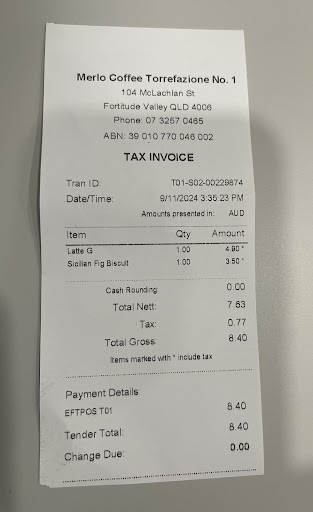 Merlo Coffee Torrefazione No. 1
104 McLachlan St
Fortitude Valley QLD 4006
Phone: 07 3257 0465
ABN: 39 010 770 046 002
TAX INVOICE
Tran ID: T01-S02-00229874
Date/Time: 9/11/2024 3:35:23 PM
Amounts presented in: AUD
Item Qty Amount
Latte G 1.00 4.90 *
Sicilian Fig Biscuit 1.00 3.50 *
Cash Rounding: 0.00
Total Nett: 7.63
Tax: 0.77
Total Gross: 8.40
Items marked with * include tax
Payment Details:
EFTPOS T01 8.40
Tender Total: 8.40
Change Due: 0.00